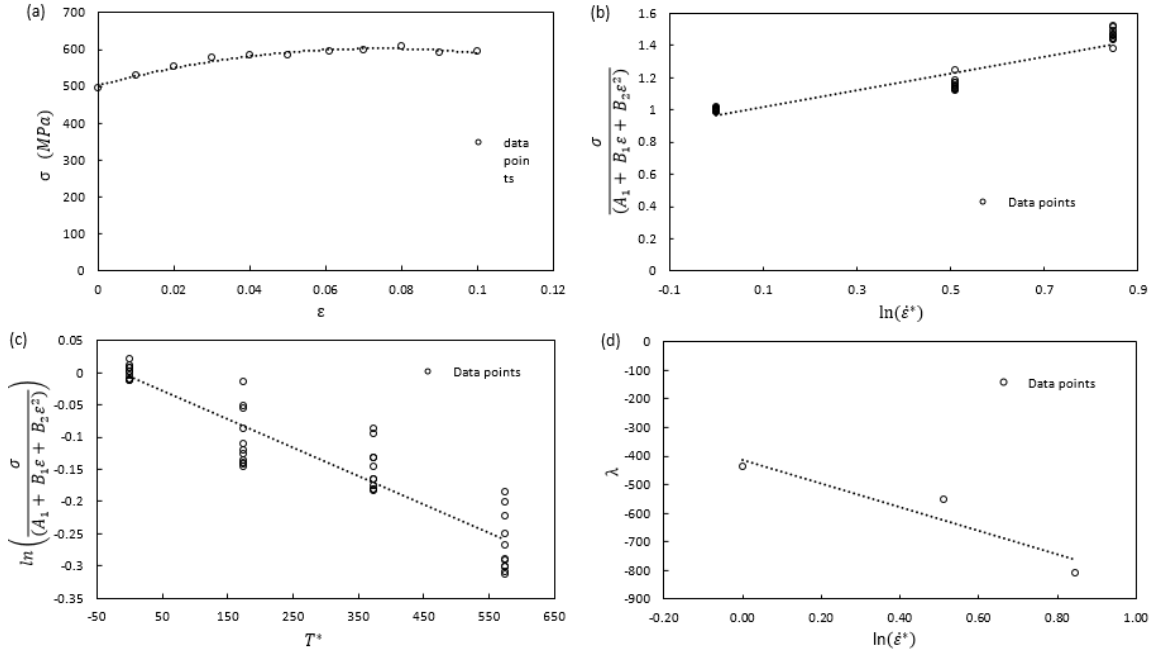 (a)
700
600
500
400
300
200
100
0
σ (MPa)
data
poin
ts
0 0.02 0.04 0.06 0.08 0.1 0.12
ε
(b)
1.6
1.4
1.2
1
0.8
0.6
0.4
0.2
0
σ
(A₁ + B₁ε + B₂ε²)
Data points
-0.1 0.1 0.3 0.5 0.7 0.9
ln(ε̇*)
(c)
0.05
0
-0.05
-0.1
-0.15
-0.2
-0.25
-0.3
-0.35
ln(σ/(A₁ + B₁ε + B₂ε²))
Data points
-50 50 150 250 350 450 550 650
T*
(d)
0
-100
-200
-300
-400
-500
-600
-700
-800
-900
λ
Data points
-0.20 0.00 0.20 0.40 0.60 0.80 1.00
ln(ε̇*)